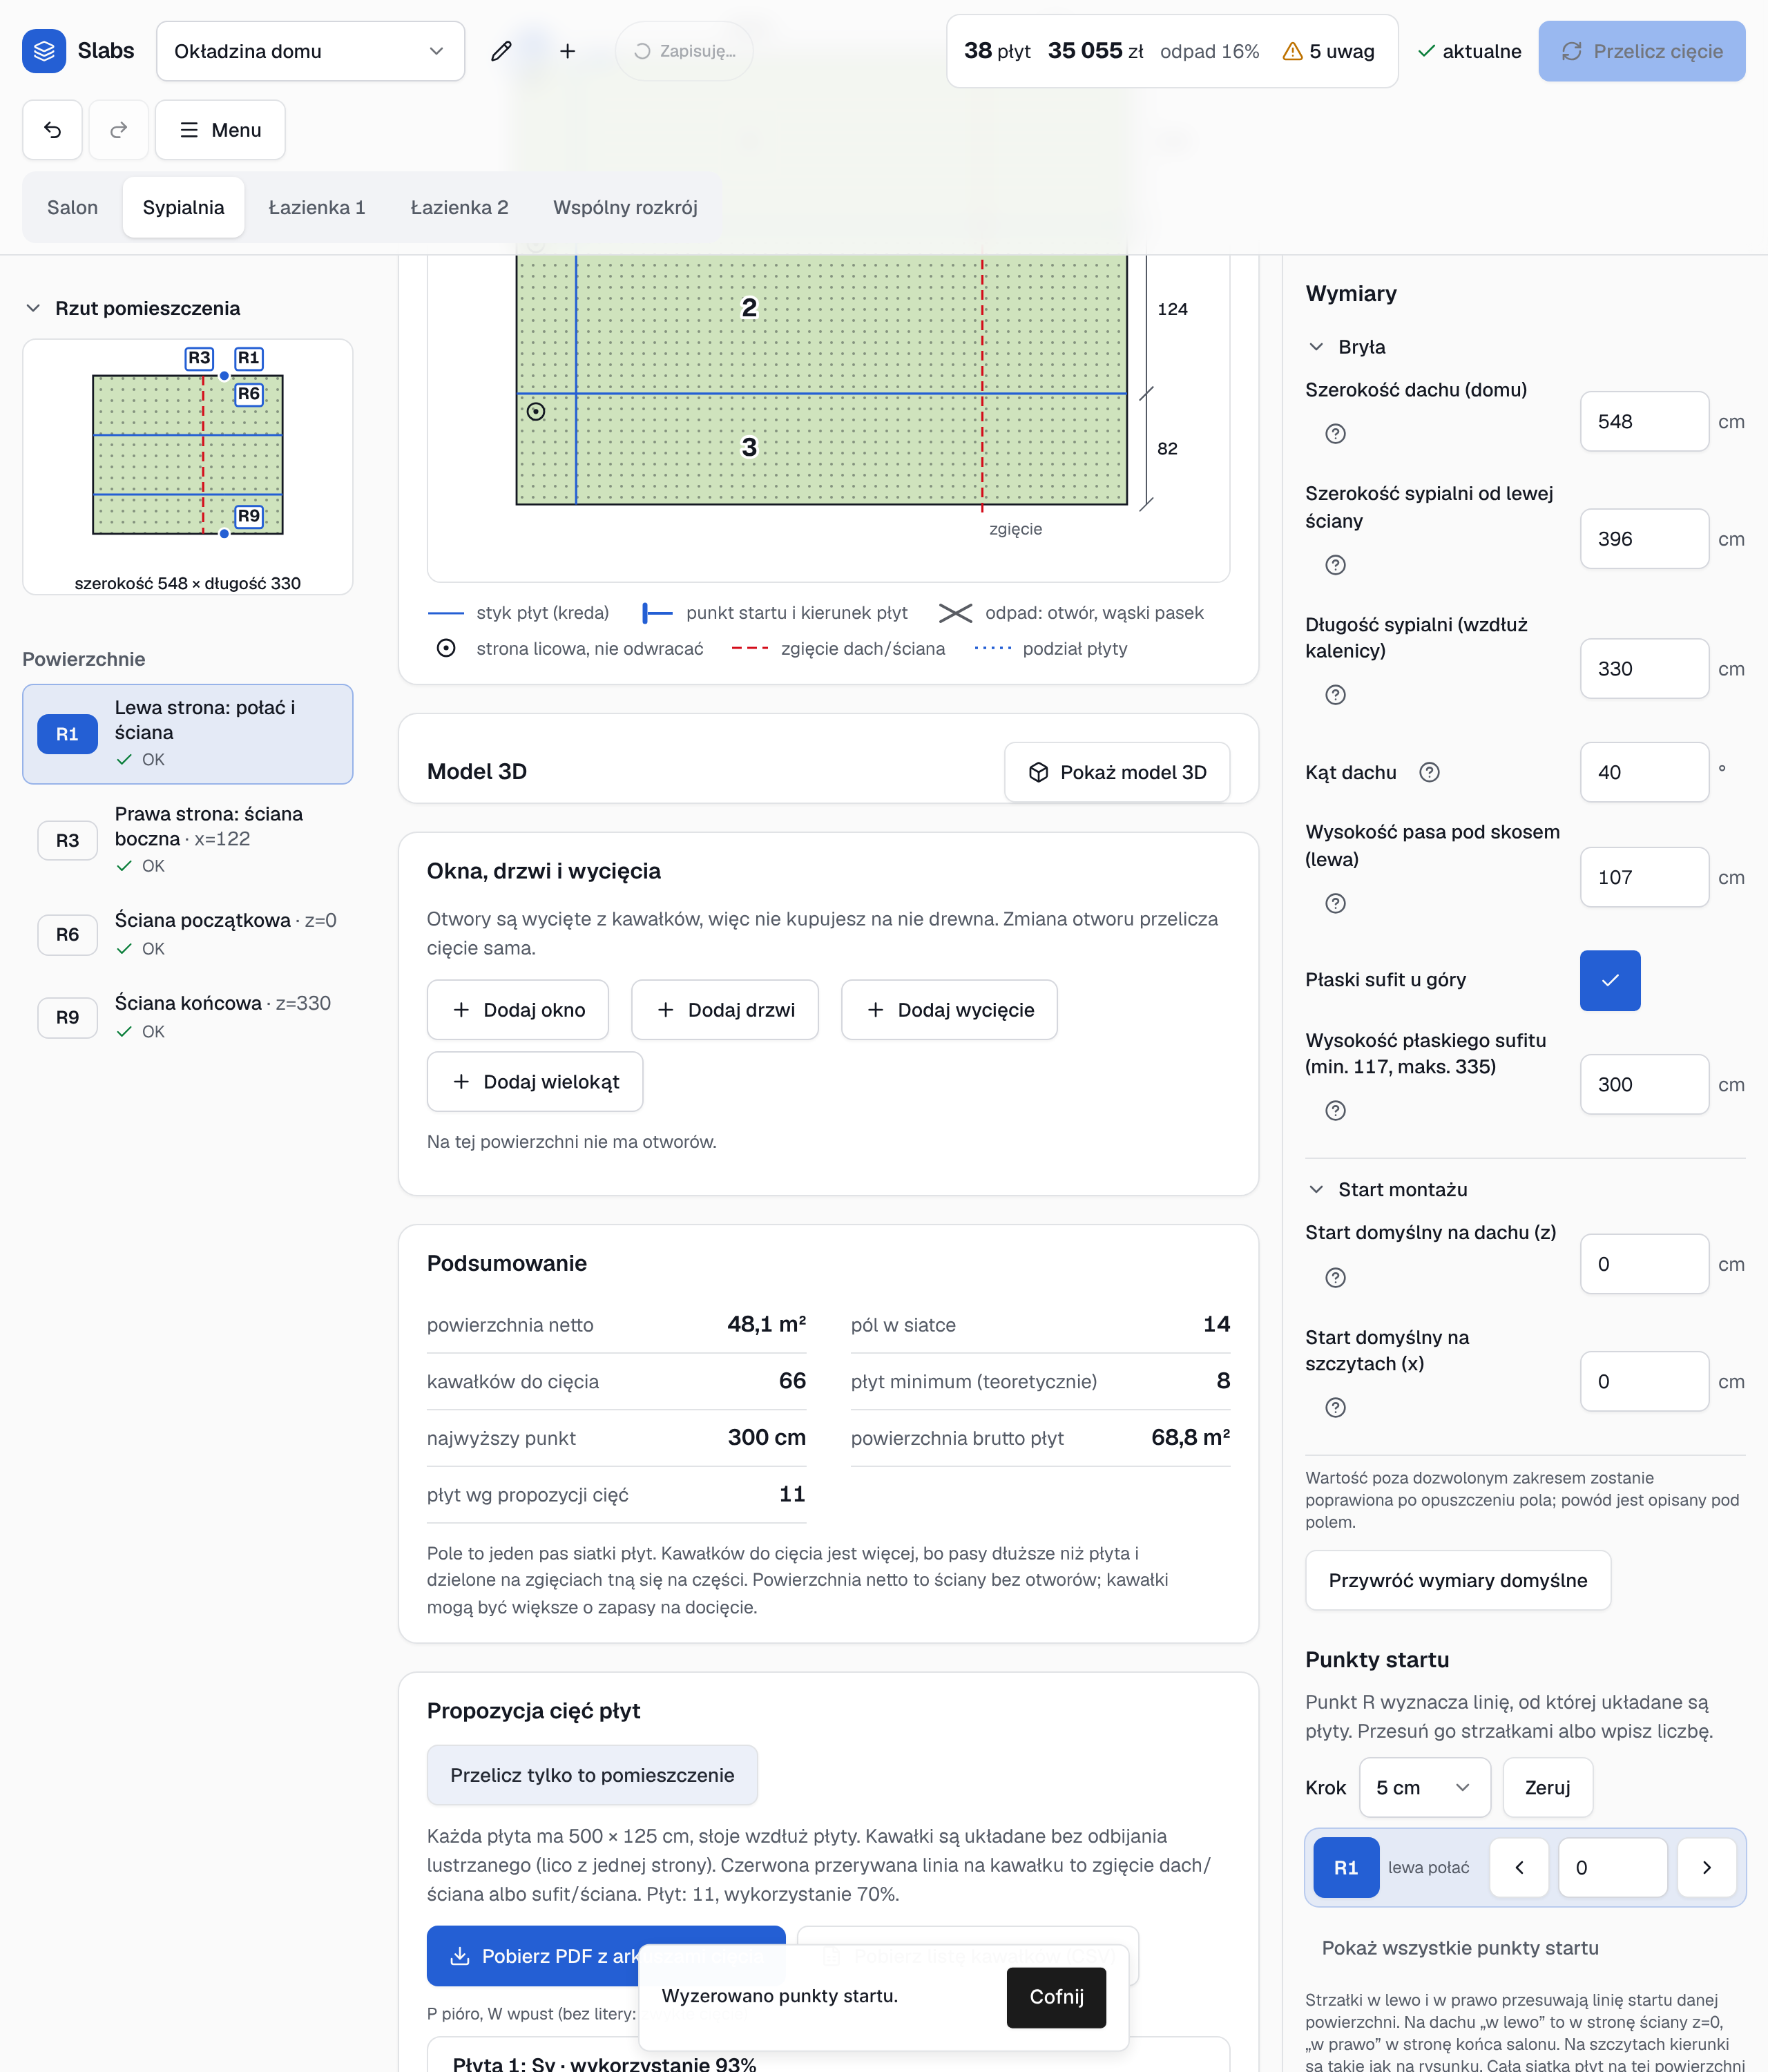 Slabs
Okładzina domu
Zapisuję...
38 płyt 35 055 zł odpad 16% 5 uwag
aktualne
Przelicz cięcie
Menu
Salon
Sypialnia
Łazienka 1
Łazienka 2
Wspólny rozkrój
Rzut pomieszczenia
R3
R1
R6
R9
szerokość 548 × długość 330
Powierzchnie
R1
Lewa strona: połać i
ściana
OK
R3
Prawa strona: ściana
boczna · x=122
OK
R6
Ściana początkowa · z=0
OK
R9
Ściana końcowa · z=330
OK
2
124
3
82
zgięcie
styk płyt (kreda)
punkt startu i kierunek płyt
odpad: otwór, wąski pasek
strona licowa, nie odwracać
zgięcie dach/ściana
podział płyty
Model 3D
Pokaż model 3D
Okna, drzwi i wycięcia
Otwory są wycięte z kawałków, więc nie kupujesz na nie drewna. Zmiana otworu przelicza
cięcie sama.
Dodaj okno
Dodaj drzwi
Dodaj wycięcie
Dodaj wielokąt
Na tej powierzchni nie ma otworów.
Podsumowanie
powierzchnia netto 48,1 m²
pól w siatce 14
kawałków do cięcia 66
płyt minimum (teoretycznie) 8
najwyższy punkt 300 cm
powierzchnia brutto płyt 68,8 m²
płyt wg propozycji cięć 11
Pole to jeden pas siatki płyt. Kawałków do cięcia jest więcej, bo pasy dłuższe niż płyta i
dzielone na zgięciach tną się na części. Powierzchnia netto to ściany bez otworów; kawałki
mogą być większe o zapasy na docięcie.
Propozycja cięć płyt
Przelicz tylko to pomieszczenie
Każda płyta ma 500 × 125 cm, słoje wzdłuż płyty. Kawałki są układane bez odbijania
lustrzanego (lico z jednej strony). Czerwona przerywana linia na kawałku to zgięcie dach/
ściana albo sufit/ściana. Płyt: 11, wykorzystanie 70%.
Pobierz PDF z ark
Pobierz listę kawałków (CSV)
P pióro, W wpust (bez litery:
Wyzerowano punkty startu.
Cofnij
Płyta 1: Sy · wykorzystanie 93%
Wymiary
Bryła
Szerokość dachu (domu)
548 cm
Szerokość sypialni od lewej
ściany
396 cm
Długość sypialni (wzdłuż
kalenicy)
330 cm
Kąt dachu
40 °
Wysokość pasa pod skosem
(lewa)
107 cm
Płaski sufit u góry
Wysokość płaskiego sufitu
(min. 117, maks. 335)
300 cm
Start montażu
Start domyślny na dachu (z)
0 cm
Start domyślny na
szczytach (x)
0 cm
Wartość poza dozwolonym zakresem zostanie
poprawiona po opuszczeniu pola; powód jest opisany pod
polem.
Przywróć wymiary domyślne
Punkty startu
Punkt R wyznacza linię, od której układane są
płyty. Przesuń go strzałkami albo wpisz liczbę.
Krok
5 cm
Zeruj
R1
lewa połać
0
Pokaż wszystkie punkty startu
Strzałki w lewo i w prawo przesuwają linię startu danej
powierzchni. Na dachu „w lewo” to w stronę ściany z=0,
„w prawo” w stronę końca salonu. Na szczytach kierunki
są takie jak na rysunku. Cała siatka płyt na tej powierzchni